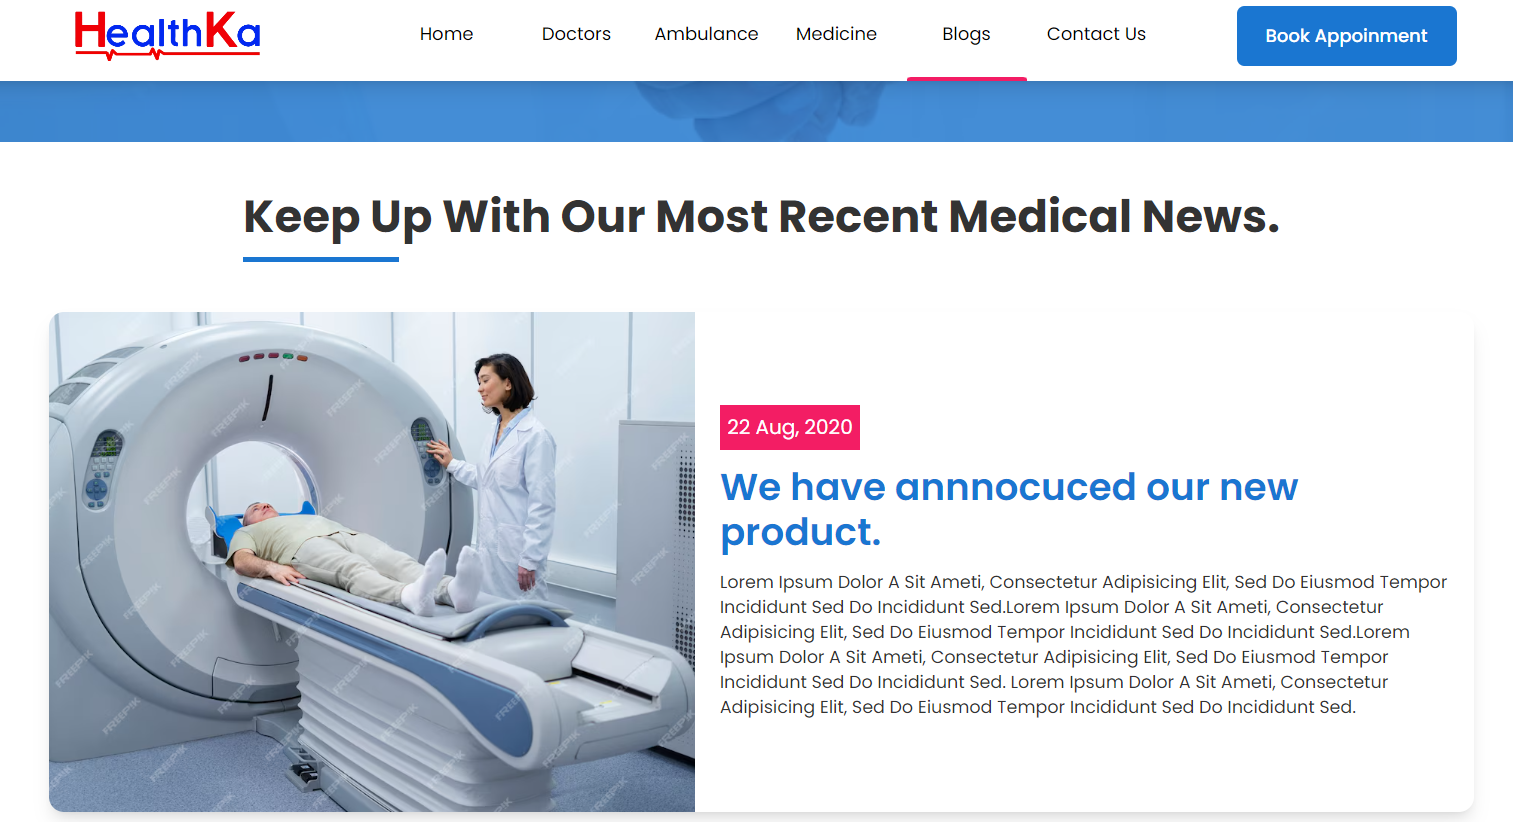 HealthKa
Home Doctors Ambulance Medicine Blogs Contact Us Book Appoinment
Keep Up With Our Most Recent Medical News.
22 Aug, 2020
We have annnocuced our new
product.
Lorem Ipsum Dolor A Sit Ameti, Consectetur Adipisicing Elit, Sed Do Eiusmod Tempor
Incididunt Sed Do Incididunt Sed.Lorem Ipsum Dolor A Sit Ameti, Consectetur
Adipisicing Elit, Sed Do Eiusmod Tempor Incididunt Sed Do Incididunt Sed.Lorem
Ipsum Dolor A Sit Ameti, Consectetur Adipisicing Elit, Sed Do Eiusmod Tempor
Incididunt Sed Do Incididunt Sed. Lorem Ipsum Dolor A Sit Ameti, Consectetur
Adipisicing Elit, Sed Do Eiusmod Tempor Incididunt Sed Do Incididunt Sed.
FREEPIK